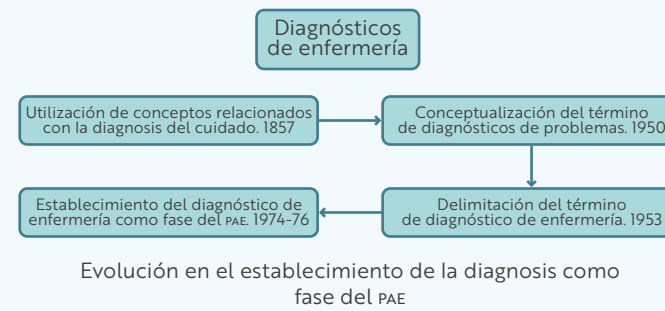 Diagnósticos
de enfermería
Utilización de conceptos relacionados
con la diagnosis del cuidado. 1857
Conceptualización del término
de diagnósticos de problemas. 1950
Establecimiento del diagnóstico de
enfermería como fase del PAE. 1974-76
Delimitación del término
de diagnóstico de enfermería. 1953
Evolución en el establecimiento de la diagnosis como
fase del PAE